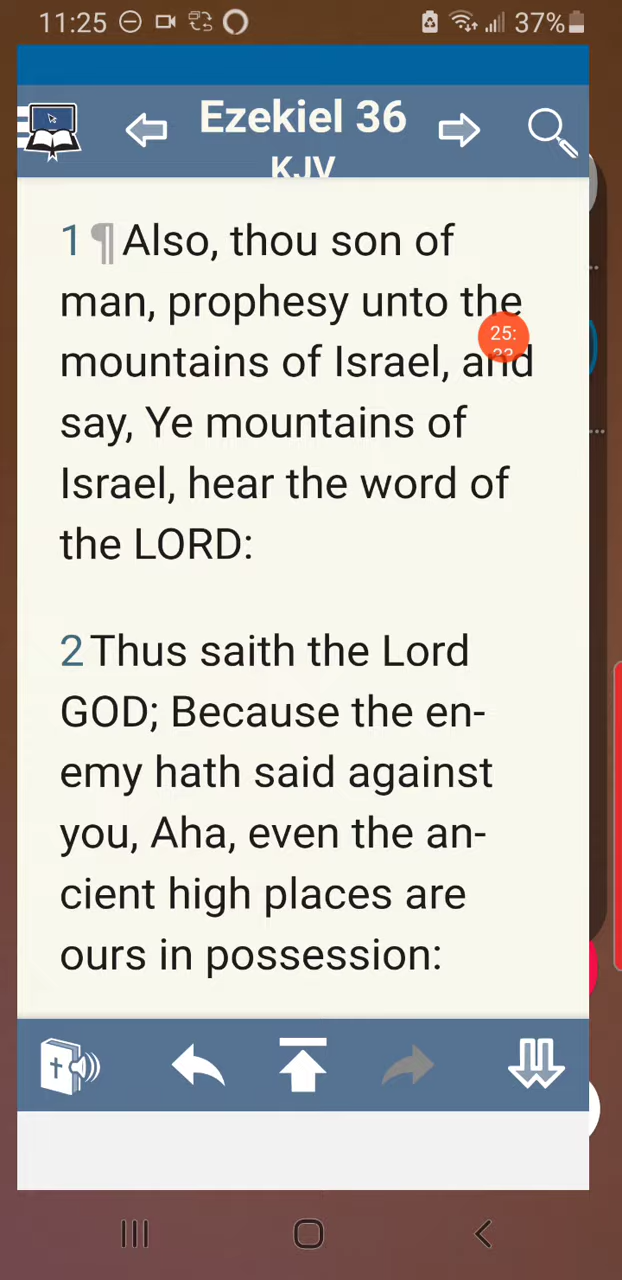 11:25 37%
Ezekiel 36
KJV
1 ¶ Also, thou son of
man, prophesy unto the
25:
mountains of Israel, and
say, Ye mountains of
Israel, hear the word of
the LORD:
2 Thus saith the Lord
GOD; Because the en-
emy hath said against
you, Aha, even the an-
cient high places are
ours in possession: